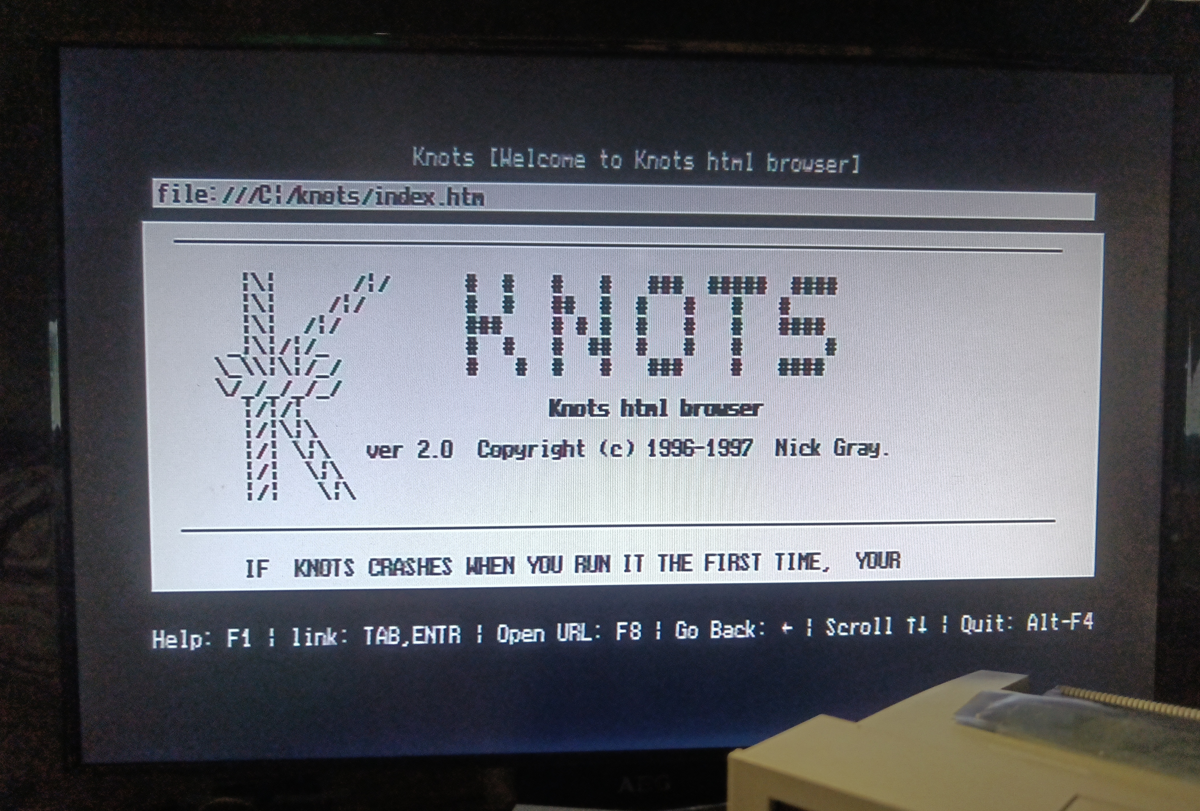 Knots [Welcome to Knots html browser]
file:///C¦/knots/index.htm
KNOTS
Knots html browser
ver 2.0 Copyright (c) 1996-1997 Nick Gray.
IF KNOTS CRASHES WHEN YOU RUN IT THE FIRST TIME, YOUR
Help: F1 ¦ link: TAB,ENTR ¦ Open URL: F8 ¦ Go Back: ← ¦ Scroll ↑↓ ¦ Quit: Alt-F4
AEG